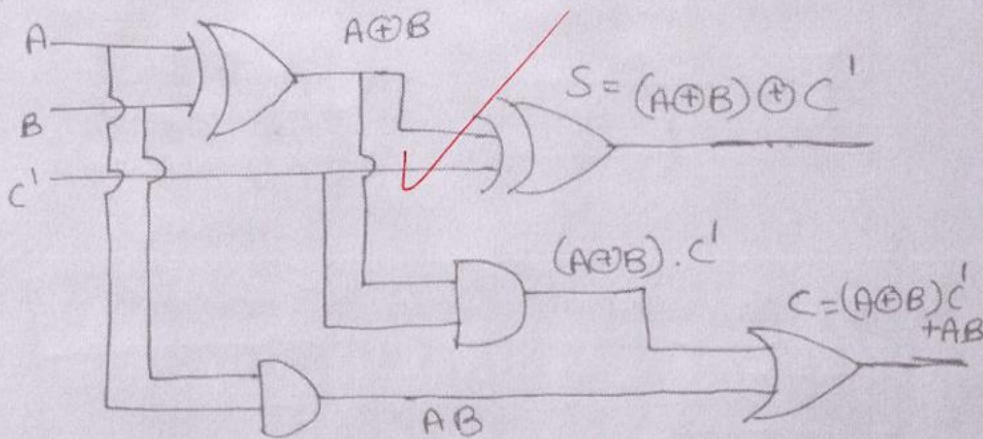 A
A⊕B
B
C'
S = (A⊕B)⊕C'
(A⊕B).C'
C=(A⊕B)C'
+AB
AB